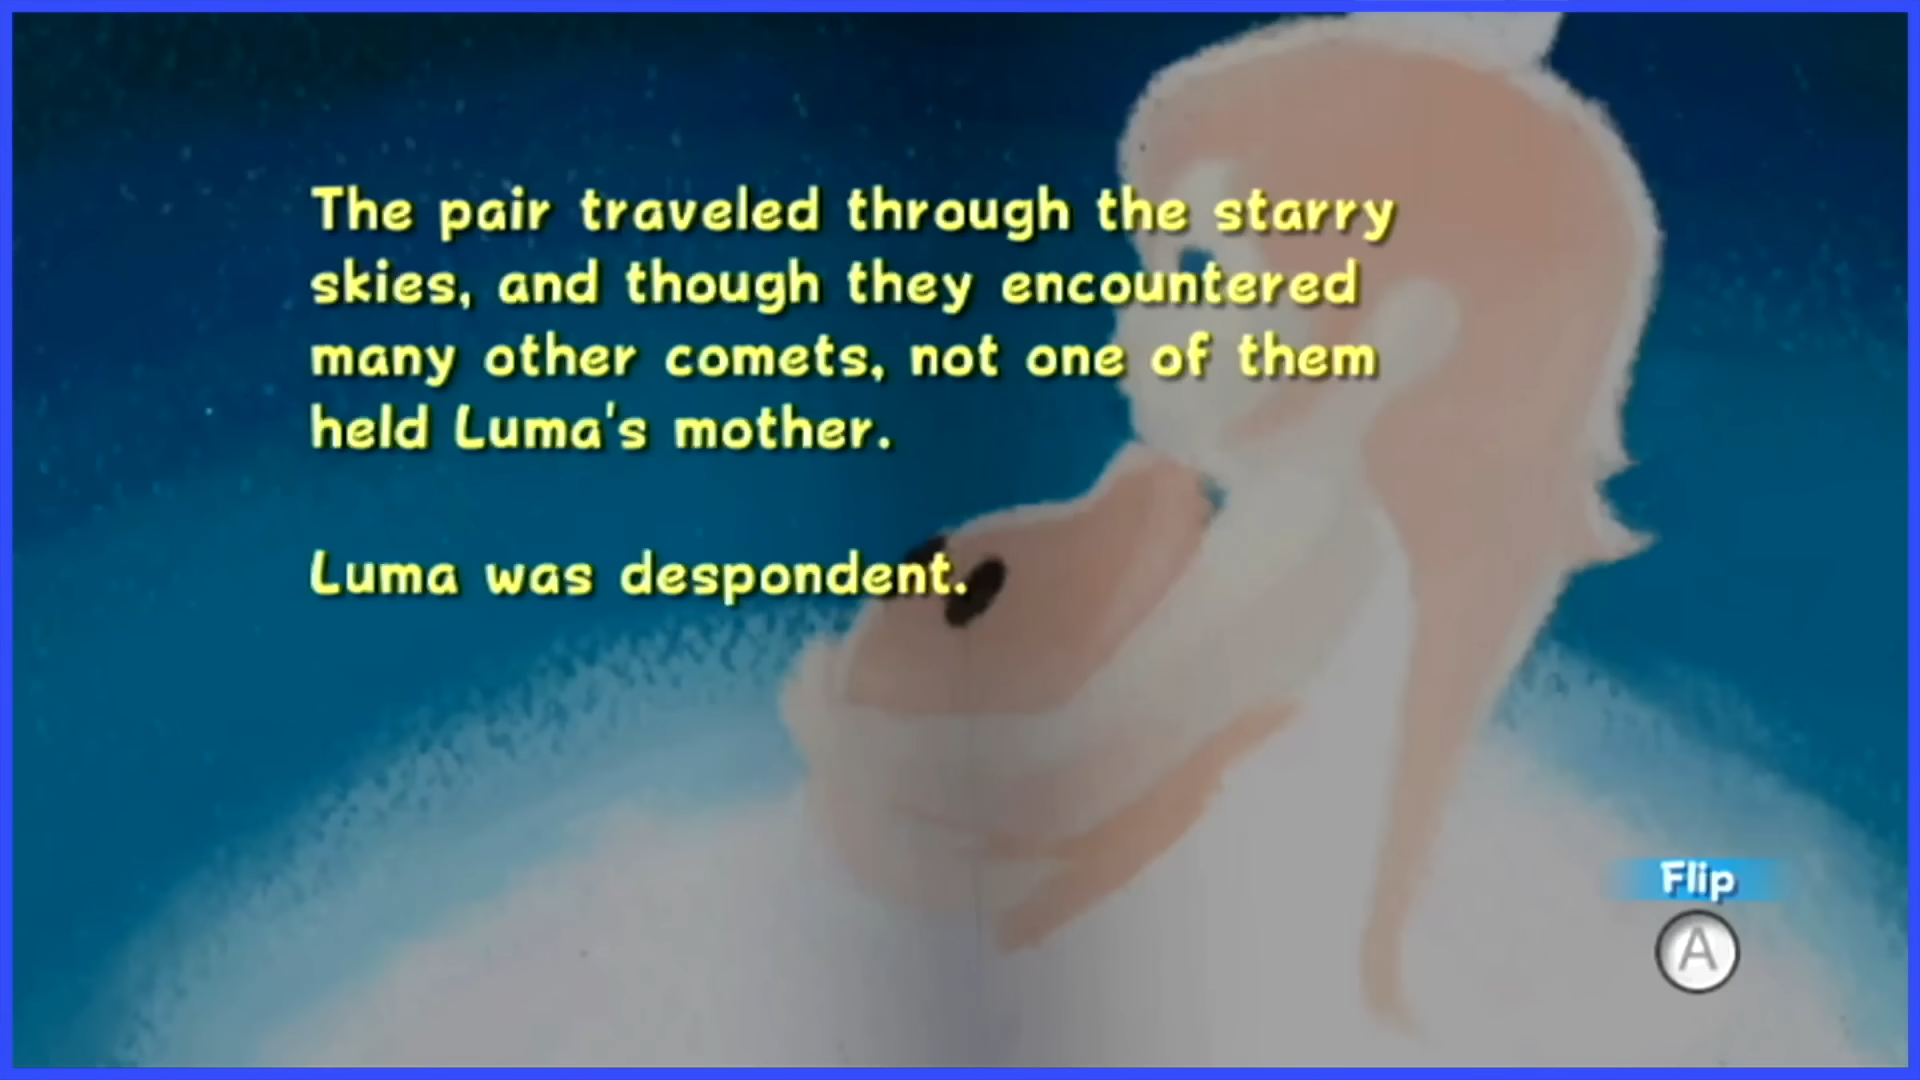 The pair traveled through the starry
skies, and though they encountered
many other comets, not one of them
held Luma's mother.
Luma was despondent.
Flip
A